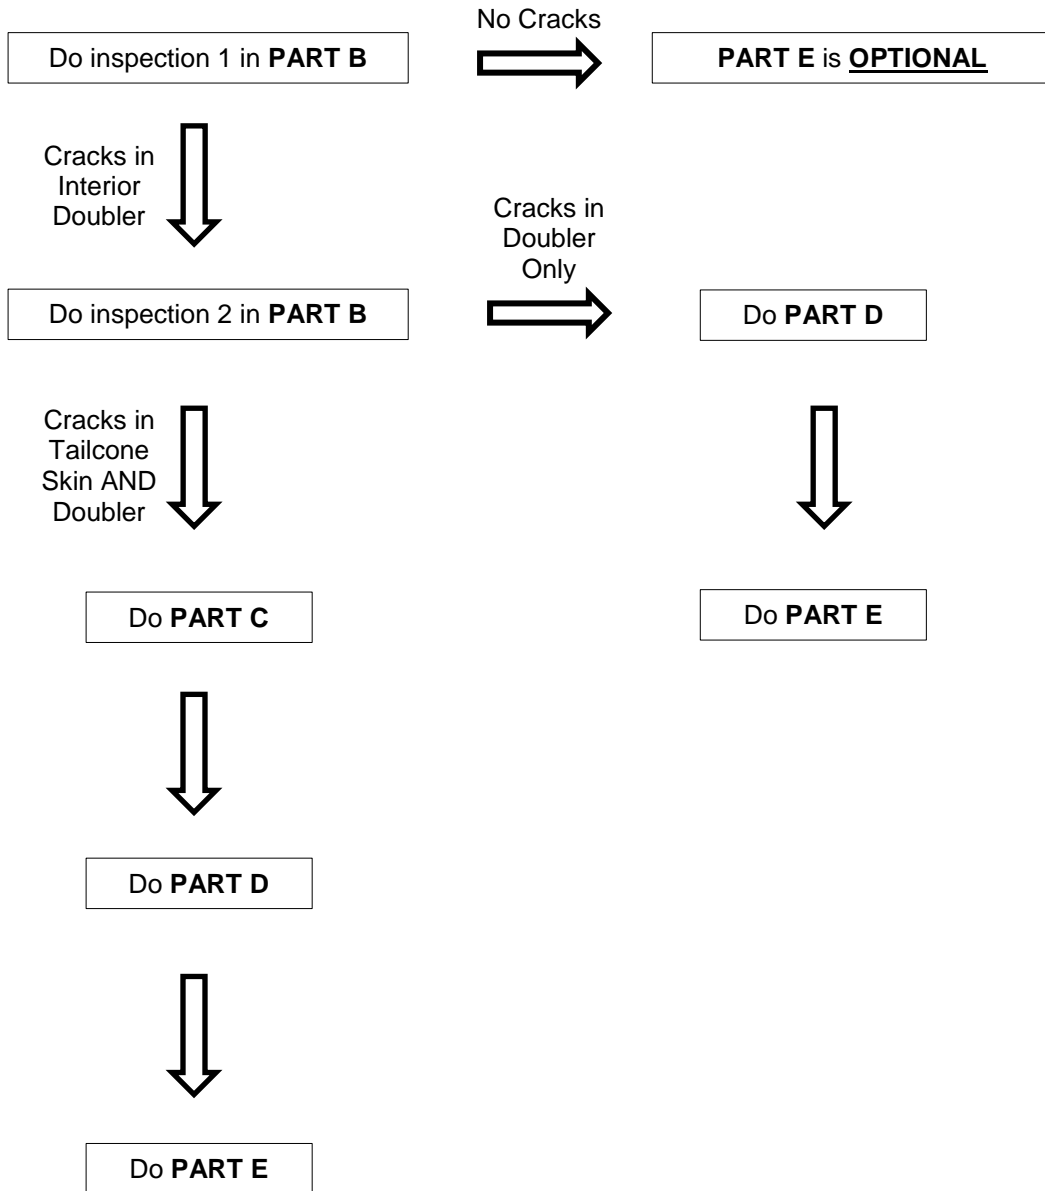 No Cracks
Do inspection 1 in PART B
PART E is OPTIONAL
Cracks in
Interior
Doubler
Cracks in
Doubler
Only
Do inspection 2 in PART B
Do PART D
Cracks in
Tailcone
Skin AND
Doubler
Do PART C
Do PART E
Do PART D
Do PART E